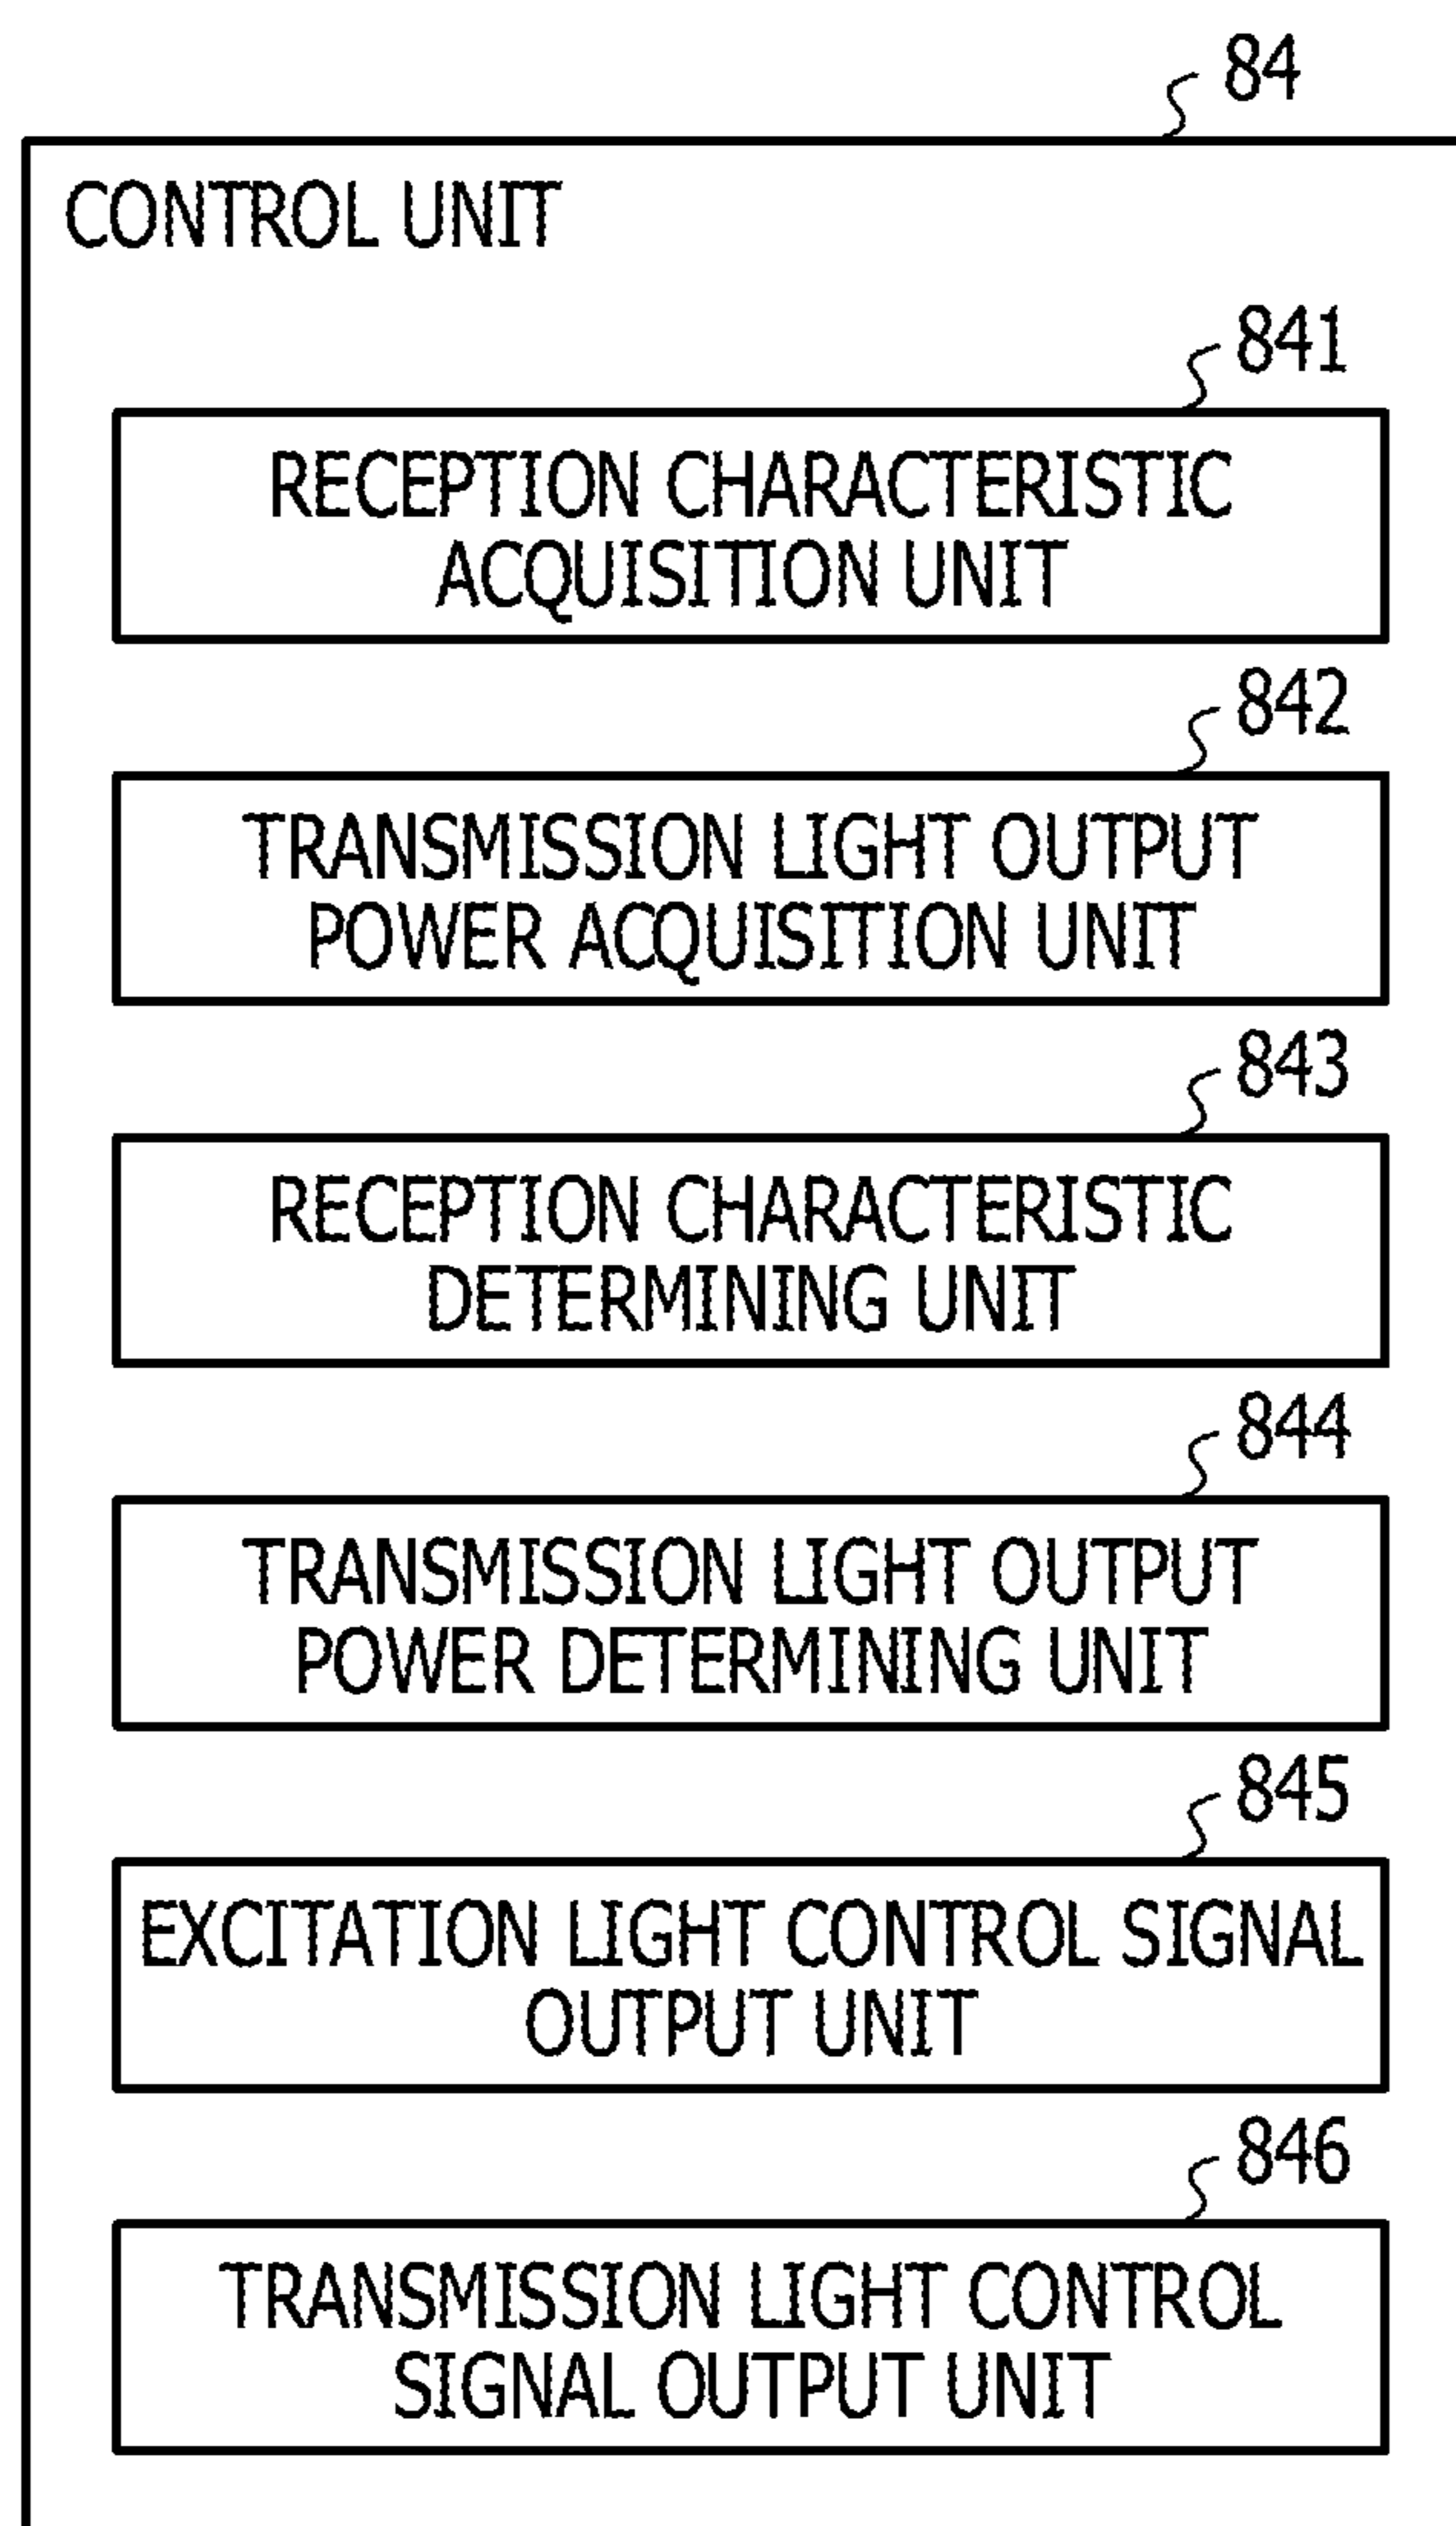 84
CONTROL UNIT
841
RECEPTION CHARACTERISTIC
ACQUISITION UNIT
842
TRANSMISSION LIGHT OUTPUT
POWER ACQUISITION UNIT
843
RECEPTION CHARACTERISTIC
DETERMINING UNIT
844
TRANSMISSION LIGHT OUTPUT
POWER DETERMINING UNIT
845
EXCITATION LIGHT CONTROL SIGNAL
OUTPUT UNIT
846
TRANSMISSION LIGHT CONTROL
SIGNAL OUTPUT UNIT